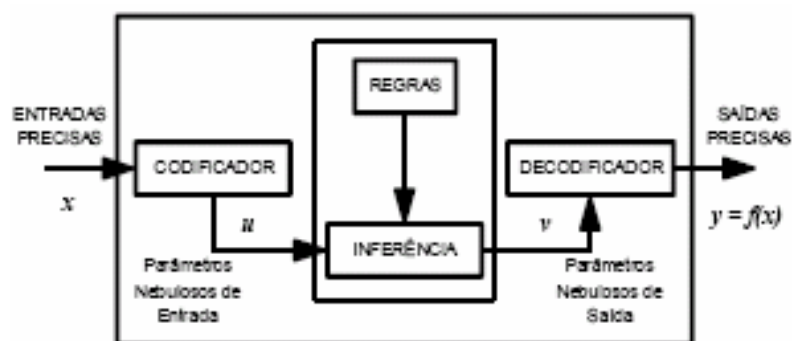 ENTRADAS
PRECISAS
x
CODIFICADOR
u
Parâmetros
Nebulosos de
Entrada
REGRAS
INFERÊNCIA
v
Parâmetros
Nebulosos de
Saída
DECODIFICADOR
SAÍDAS
PRECISAS
y = f(x)